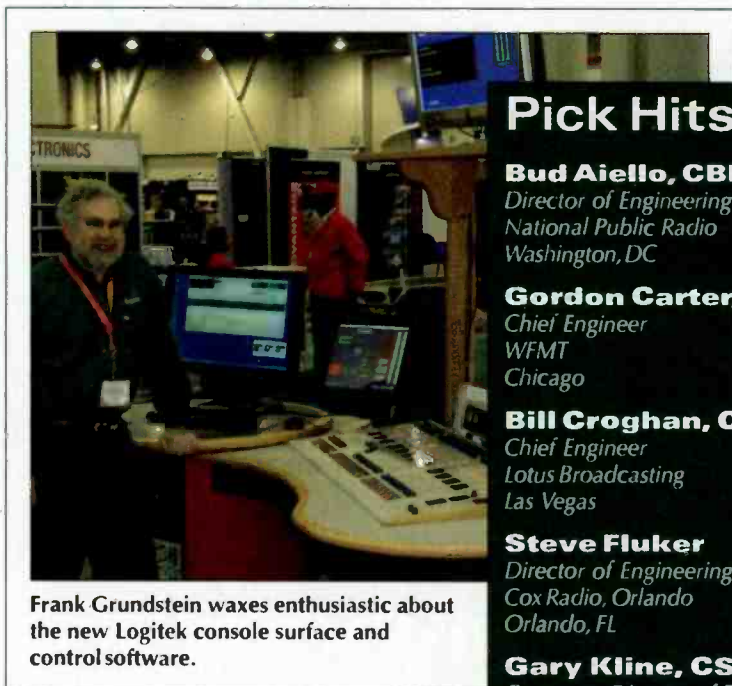 TRONICS
Frank Grundstein waxes enthusiastic about
the new Logitek console surface and
control software.
Pick Hits
Bud Aiello, CB
Director of Engineering
National Public Radio
Washington, DC
Gordon Carter
Chief Engineer
WFMT
Chicago
Bill Croghan, C
Chief Engineer
Lotus Broadcasting
Las Vegas
Steve Fluker
Director of Engineering
Cox Radio, Orlando
Orlando, FL
Gary Kline, CS